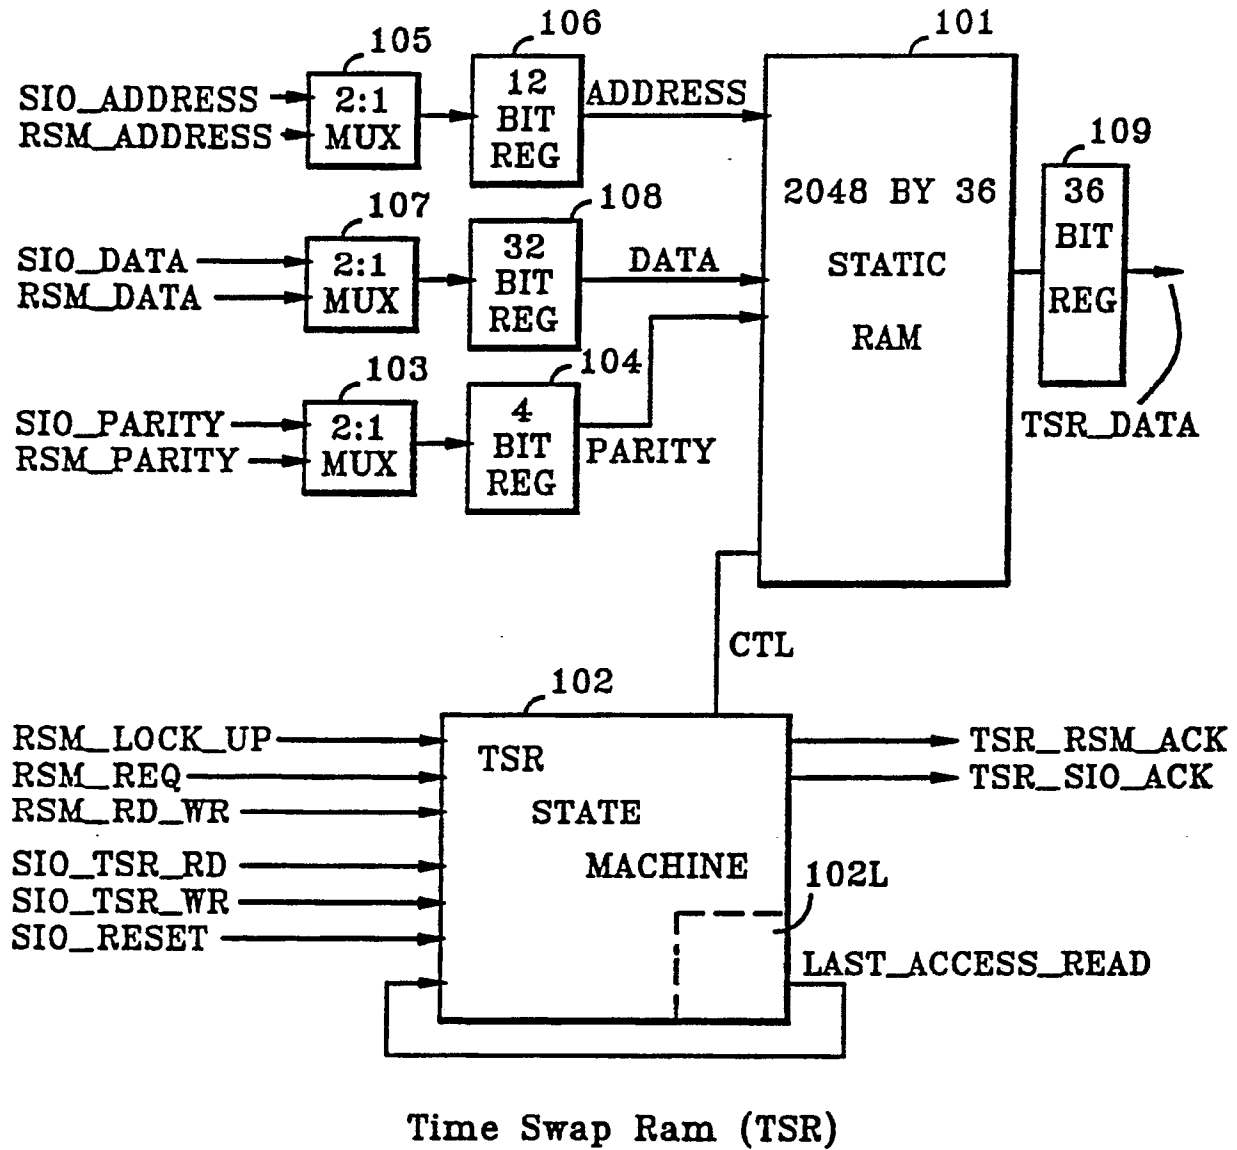 105
106
101
SIO_ADDRESS
RSM_ADDRESS
2:1
MUX
12
BIT
REG
ADDRESS
109
107
108
2048 BY 36
STATIC
RAM
36
BIT
REG
SIO_DATA
RSM_DATA
2:1
MUX
32
BIT
REG
DATA
103
104
SIO_PARITY
RSM_PARITY
2:1
MUX
4
BIT
REG
PARITY
TSR_DATA
CTL
102
RSM_LOCK_UP
RSM_REQ
RSM_RD_WR
SIO_TSR_RD
SIO_TSR_WR
SIO_RESET
TSR
STATE
MACHINE
TSR_RSM_ACK
TSR_SIO_ACK
102L
LAST_ACCESS_READ
Time Swap Ram (TSR)